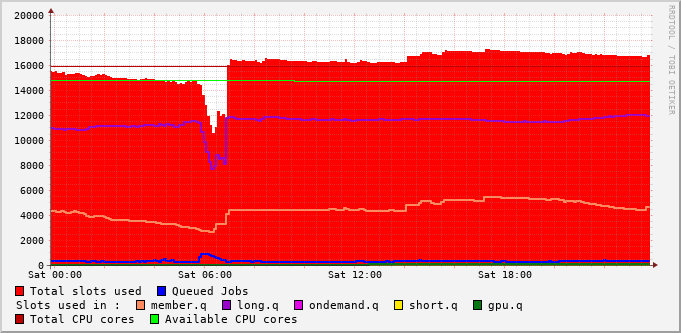 20000
18000
16000
14000
12000
10000
8000
6000
4000
2000
0
Sat 00:00 Sat 06:00 Sat 12:00 Sat 18:00
Total slots used Queued Jobs
Slots used in : member.q long.q ondemand.q short.q gpu.q
Total CPU cores Available CPU cores
RRDTOOL / TOBI OETIKER